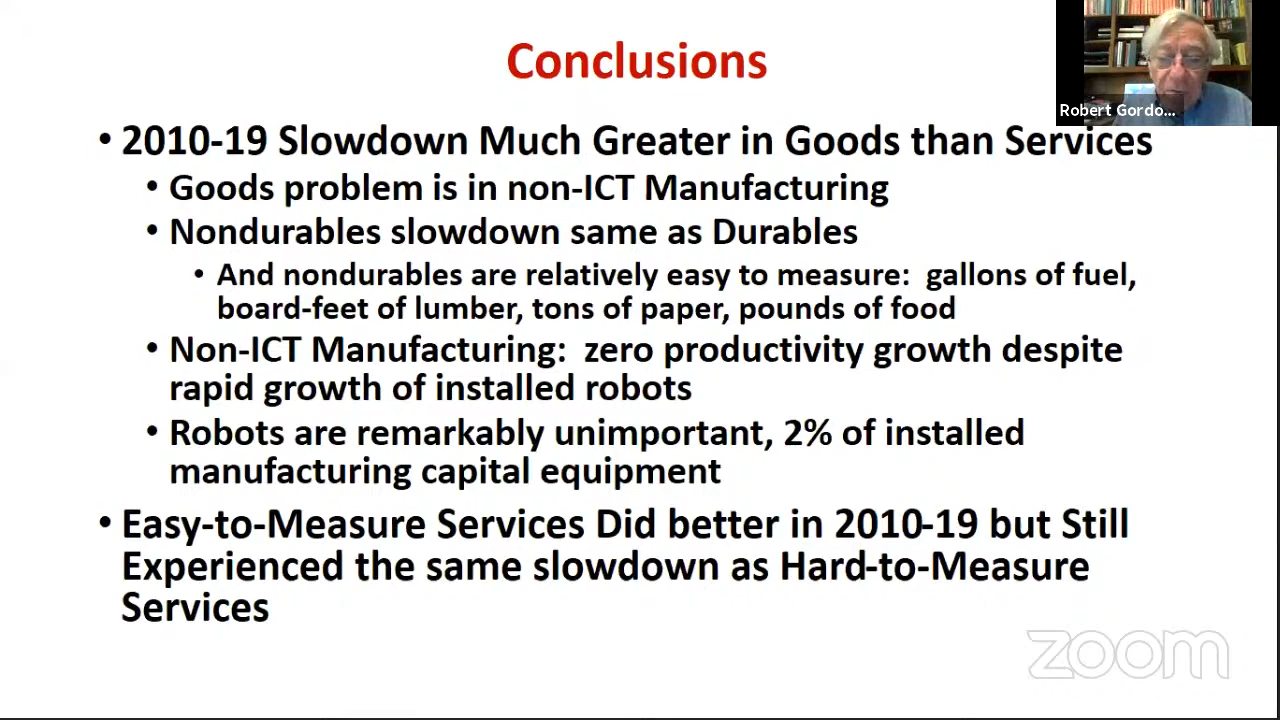 Conclusions
Robert Gordo...
• 2010-19 Slowdown Much Greater in Goods than Services
• Goods problem is in non-ICT Manufacturing
• Nondurables slowdown same as Durables
• And nondurables are relatively easy to measure: gallons of fuel,
board-feet of lumber, tons of paper, pounds of food
• Non-ICT Manufacturing: zero productivity growth despite
rapid growth of installed robots
• Robots are remarkably unimportant, 2% of installed
manufacturing capital equipment
• Easy-to-Measure Services Did better in 2010-19 but Still
Experienced the same slowdown as Hard-to-Measure
Services
zoom